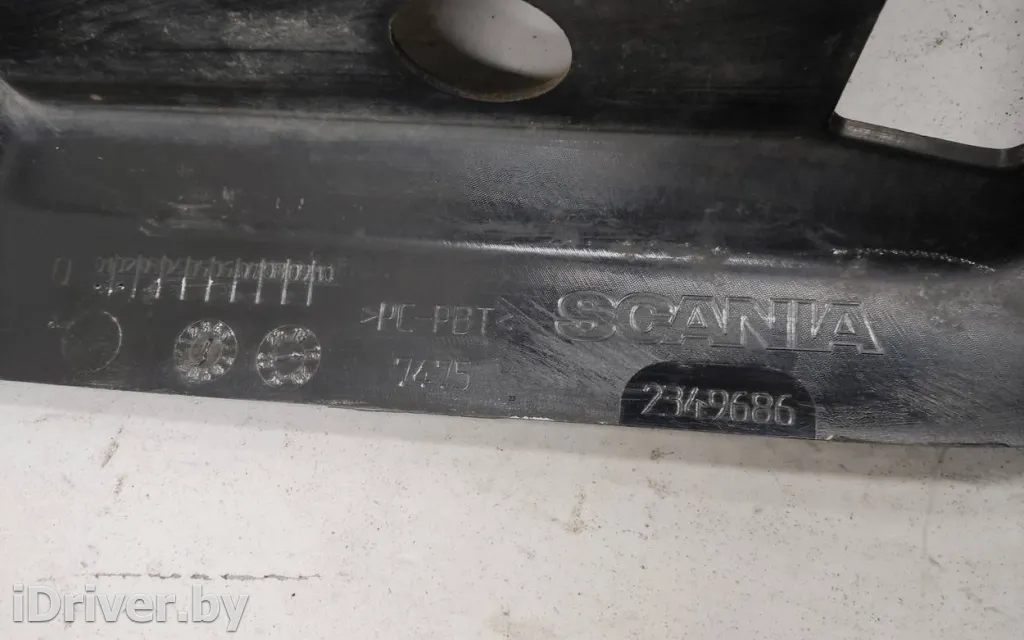 >PC-PBT<
SCANIA
7475
2349686
iDriver.by